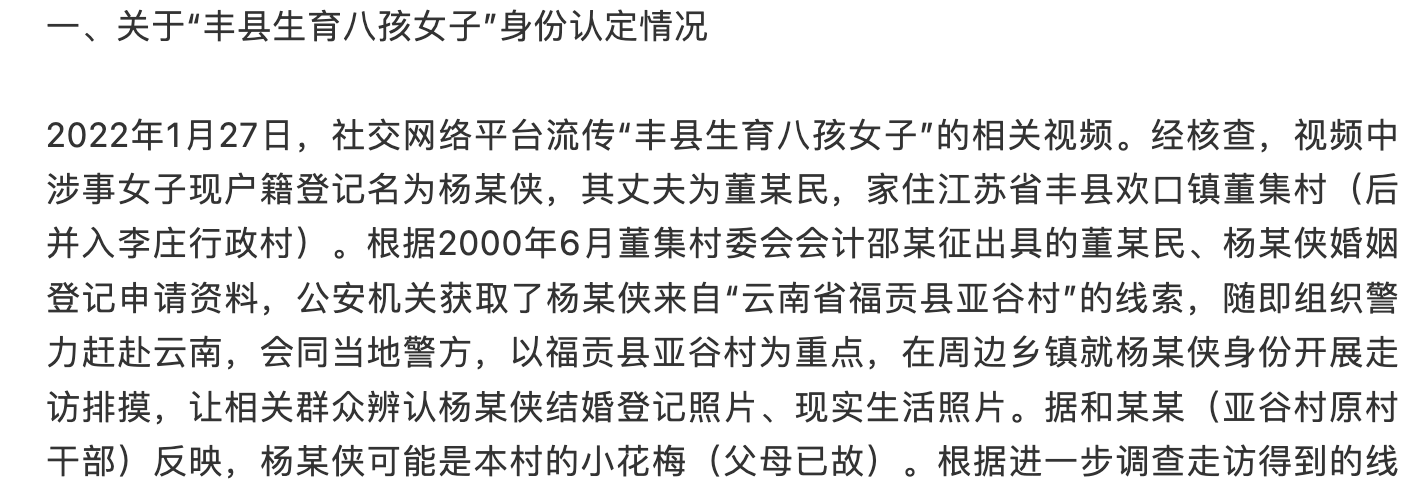 一、关于“丰县生育八孩女子”身份认定情况
2022年1月27日，社交网络平台流传“丰县生育八孩女子”的相关视频。经核查，视频中
涉事女子现户籍登记名为杨某侠，其丈夫为董某民，家住江苏省丰县欢口镇董集村（后
并入李庄行政村）。根据2000年6月董集村委会会计邵某征出具的董某民、杨某侠婚姻
登记申请资料，公安机关获取了杨某侠来自“云南省福贡县亚谷村”的线索，随即组织警
力赶赴云南，会同当地警方，以福贡县亚谷村为重点，在周边乡镇就杨某侠身份开展走
访排摸，让相关群众辨认杨某侠结婚登记照片、现实生活照片。据和某某（亚谷村原村
干部）反映，杨某侠可能是本村的小花梅（父母已故）。根据进一步调查走访得到的线